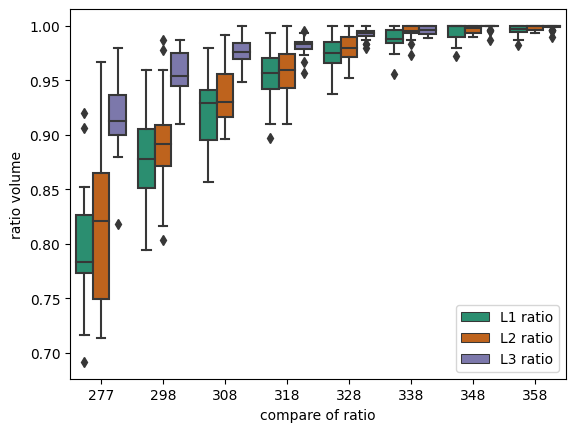 1.00
0.95
0.90
0.85
0.80
0.75
0.70
ratio volume
277 298 308 318 328 338 348 358
compare of ratio
L1 ratio
L2 ratio
L3 ratio